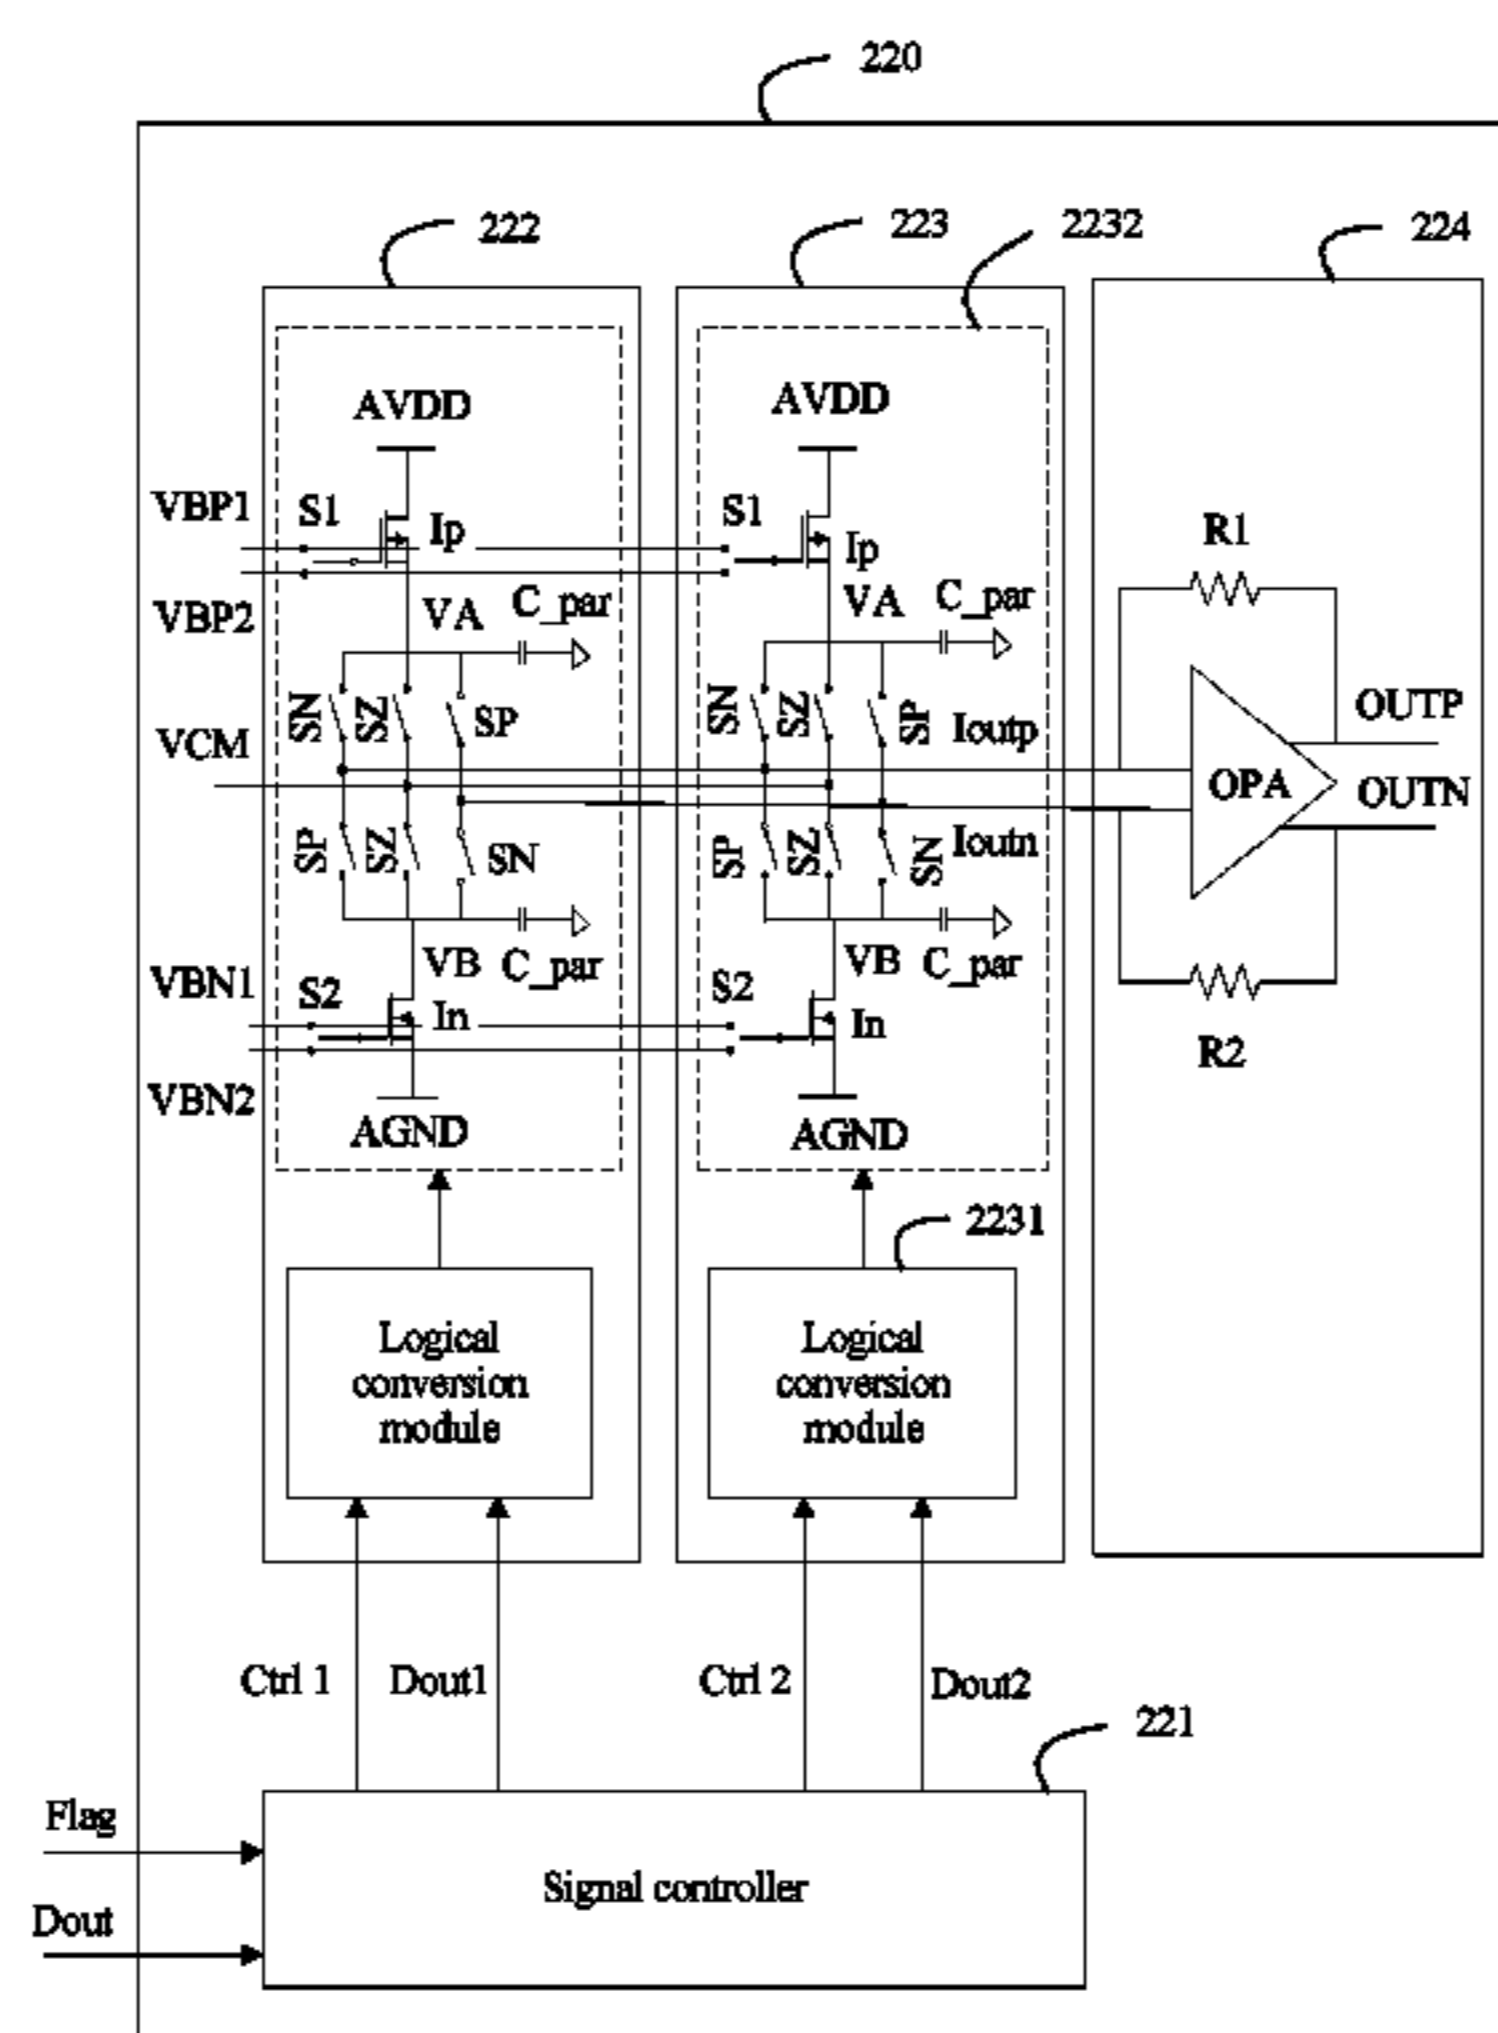 220
222
223
2232
224
AVDD
AVDD
VBP1
S1
Ip
S1
Ip
R1
VBP2
VA
C_par
VA
C_par
SN
SZ
SP
SN
SZ
SP
Ioutp
OUTP
VCM
OPA
OUTN
SP
SZ
SN
SP
SZ
SN
Ioutn
VB
C_par
VB
C_par
VBN1
S2
In
S2
In
R2
VBN2
AGND
AGND
2231
Logical
conversion
module
Logical
conversion
module
Ctrl 1
Dout1
Ctrl 2
Dout2
221
Flag
Signal controller
Dout